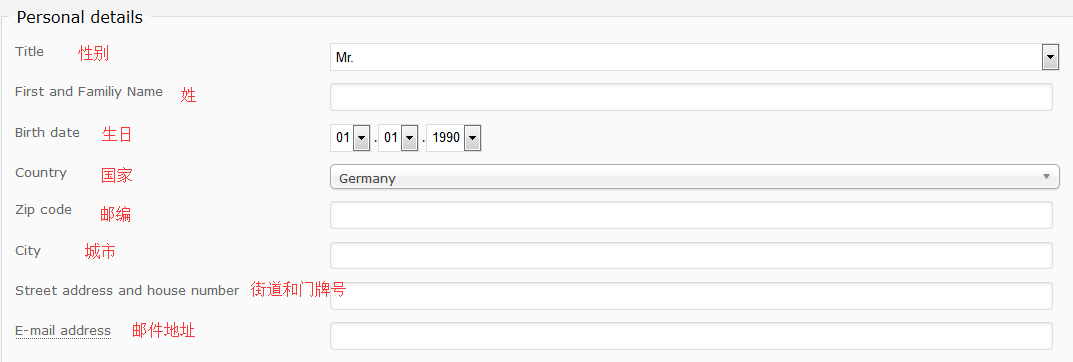 Personal details
Title 性别 Mr.
First and Familiy Name 姓
Birth date 生日 01 . 01 . 1990
Country 国家 Germany
Zip code 邮编
City 城市
Street address and house number 街道和门牌号
E-mail address 邮件地址